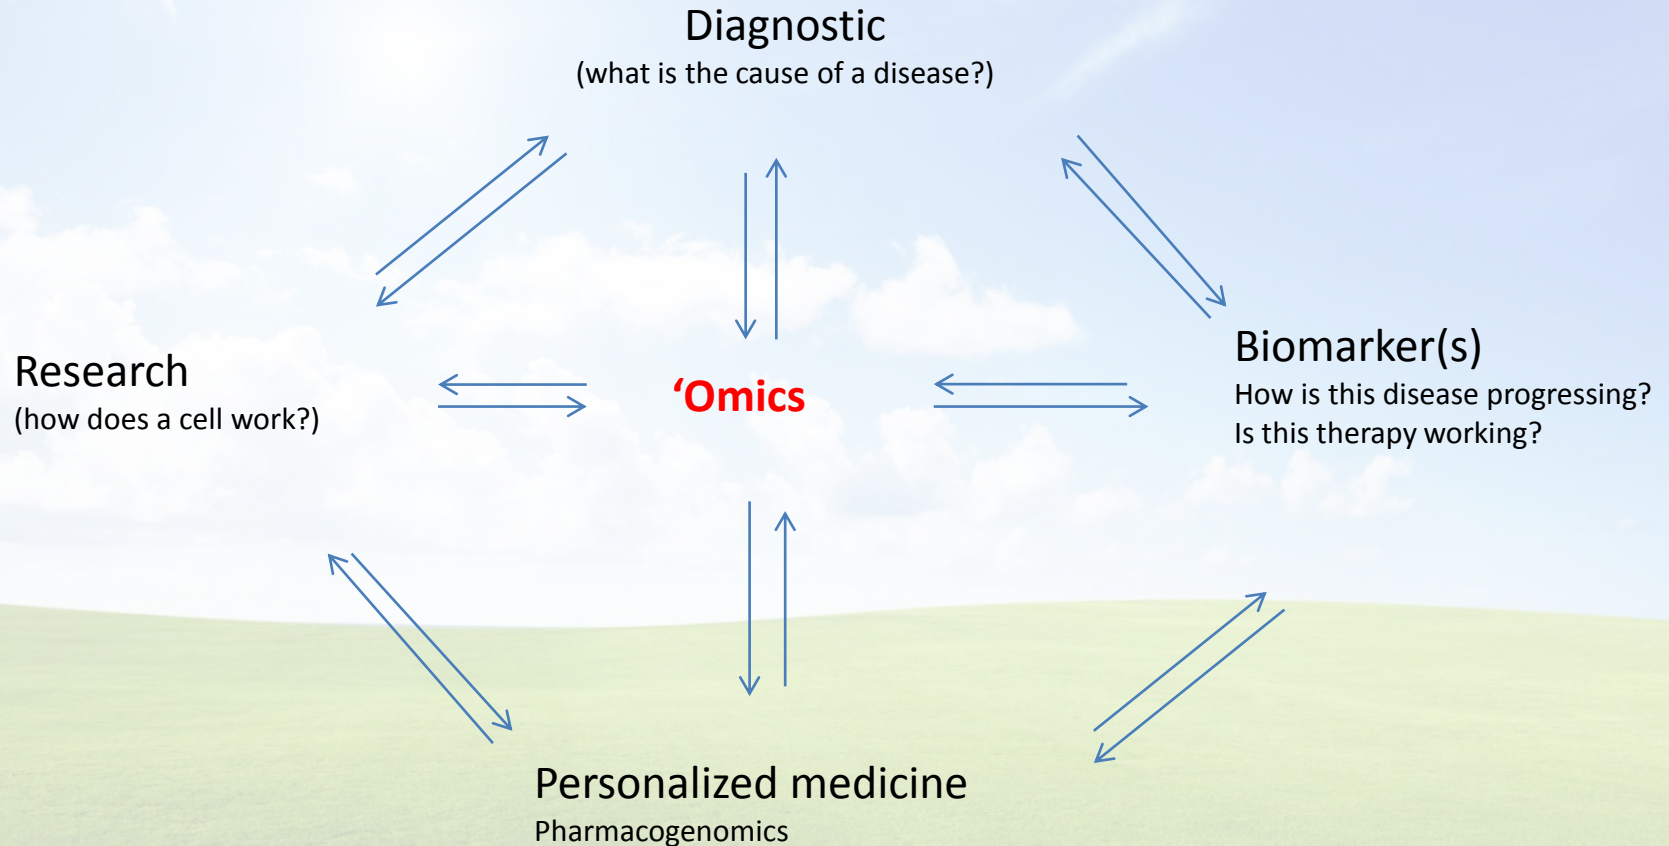 Diagnostic
(what is the cause of a disease?)
Research
(how does a cell work?)
‘Omics
Biomarker(s)
How is this disease progressing?
Is this therapy working?
Personalized medicine
Pharmacogenomics